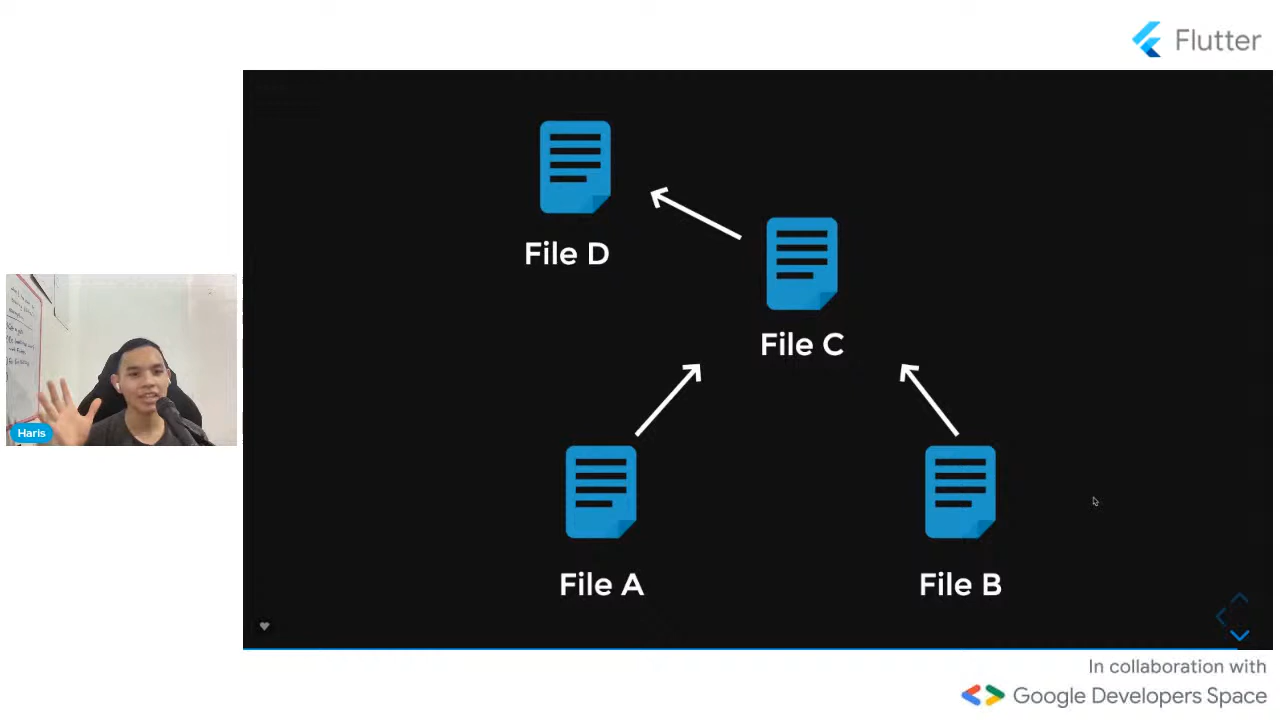 Flutter
File D
File C
Haris
File A
File B
In collaboration with
Google Developers Space